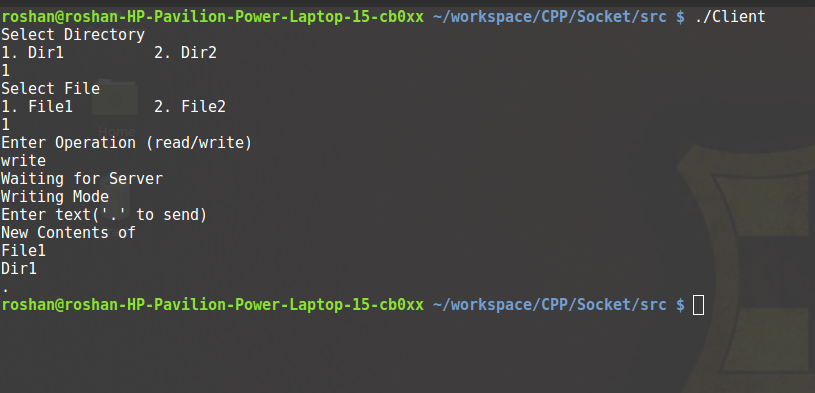 roshan@roshan-HP-Pavilion-Power-Laptop-15-cb0xx ~/workspace/CPP/Socket/src $ ./Client
Select Directory
1. Dir1          2. Dir2
1
Select File
1. File1         2. File2
1
Enter Operation (read/write)
write
Waiting for Server
Writing Mode
Enter text('.' to send)
New Contents of
File1
Dir1
.
roshan@roshan-HP-Pavilion-Power-Laptop-15-cb0xx ~/workspace/CPP/Socket/src $
Home